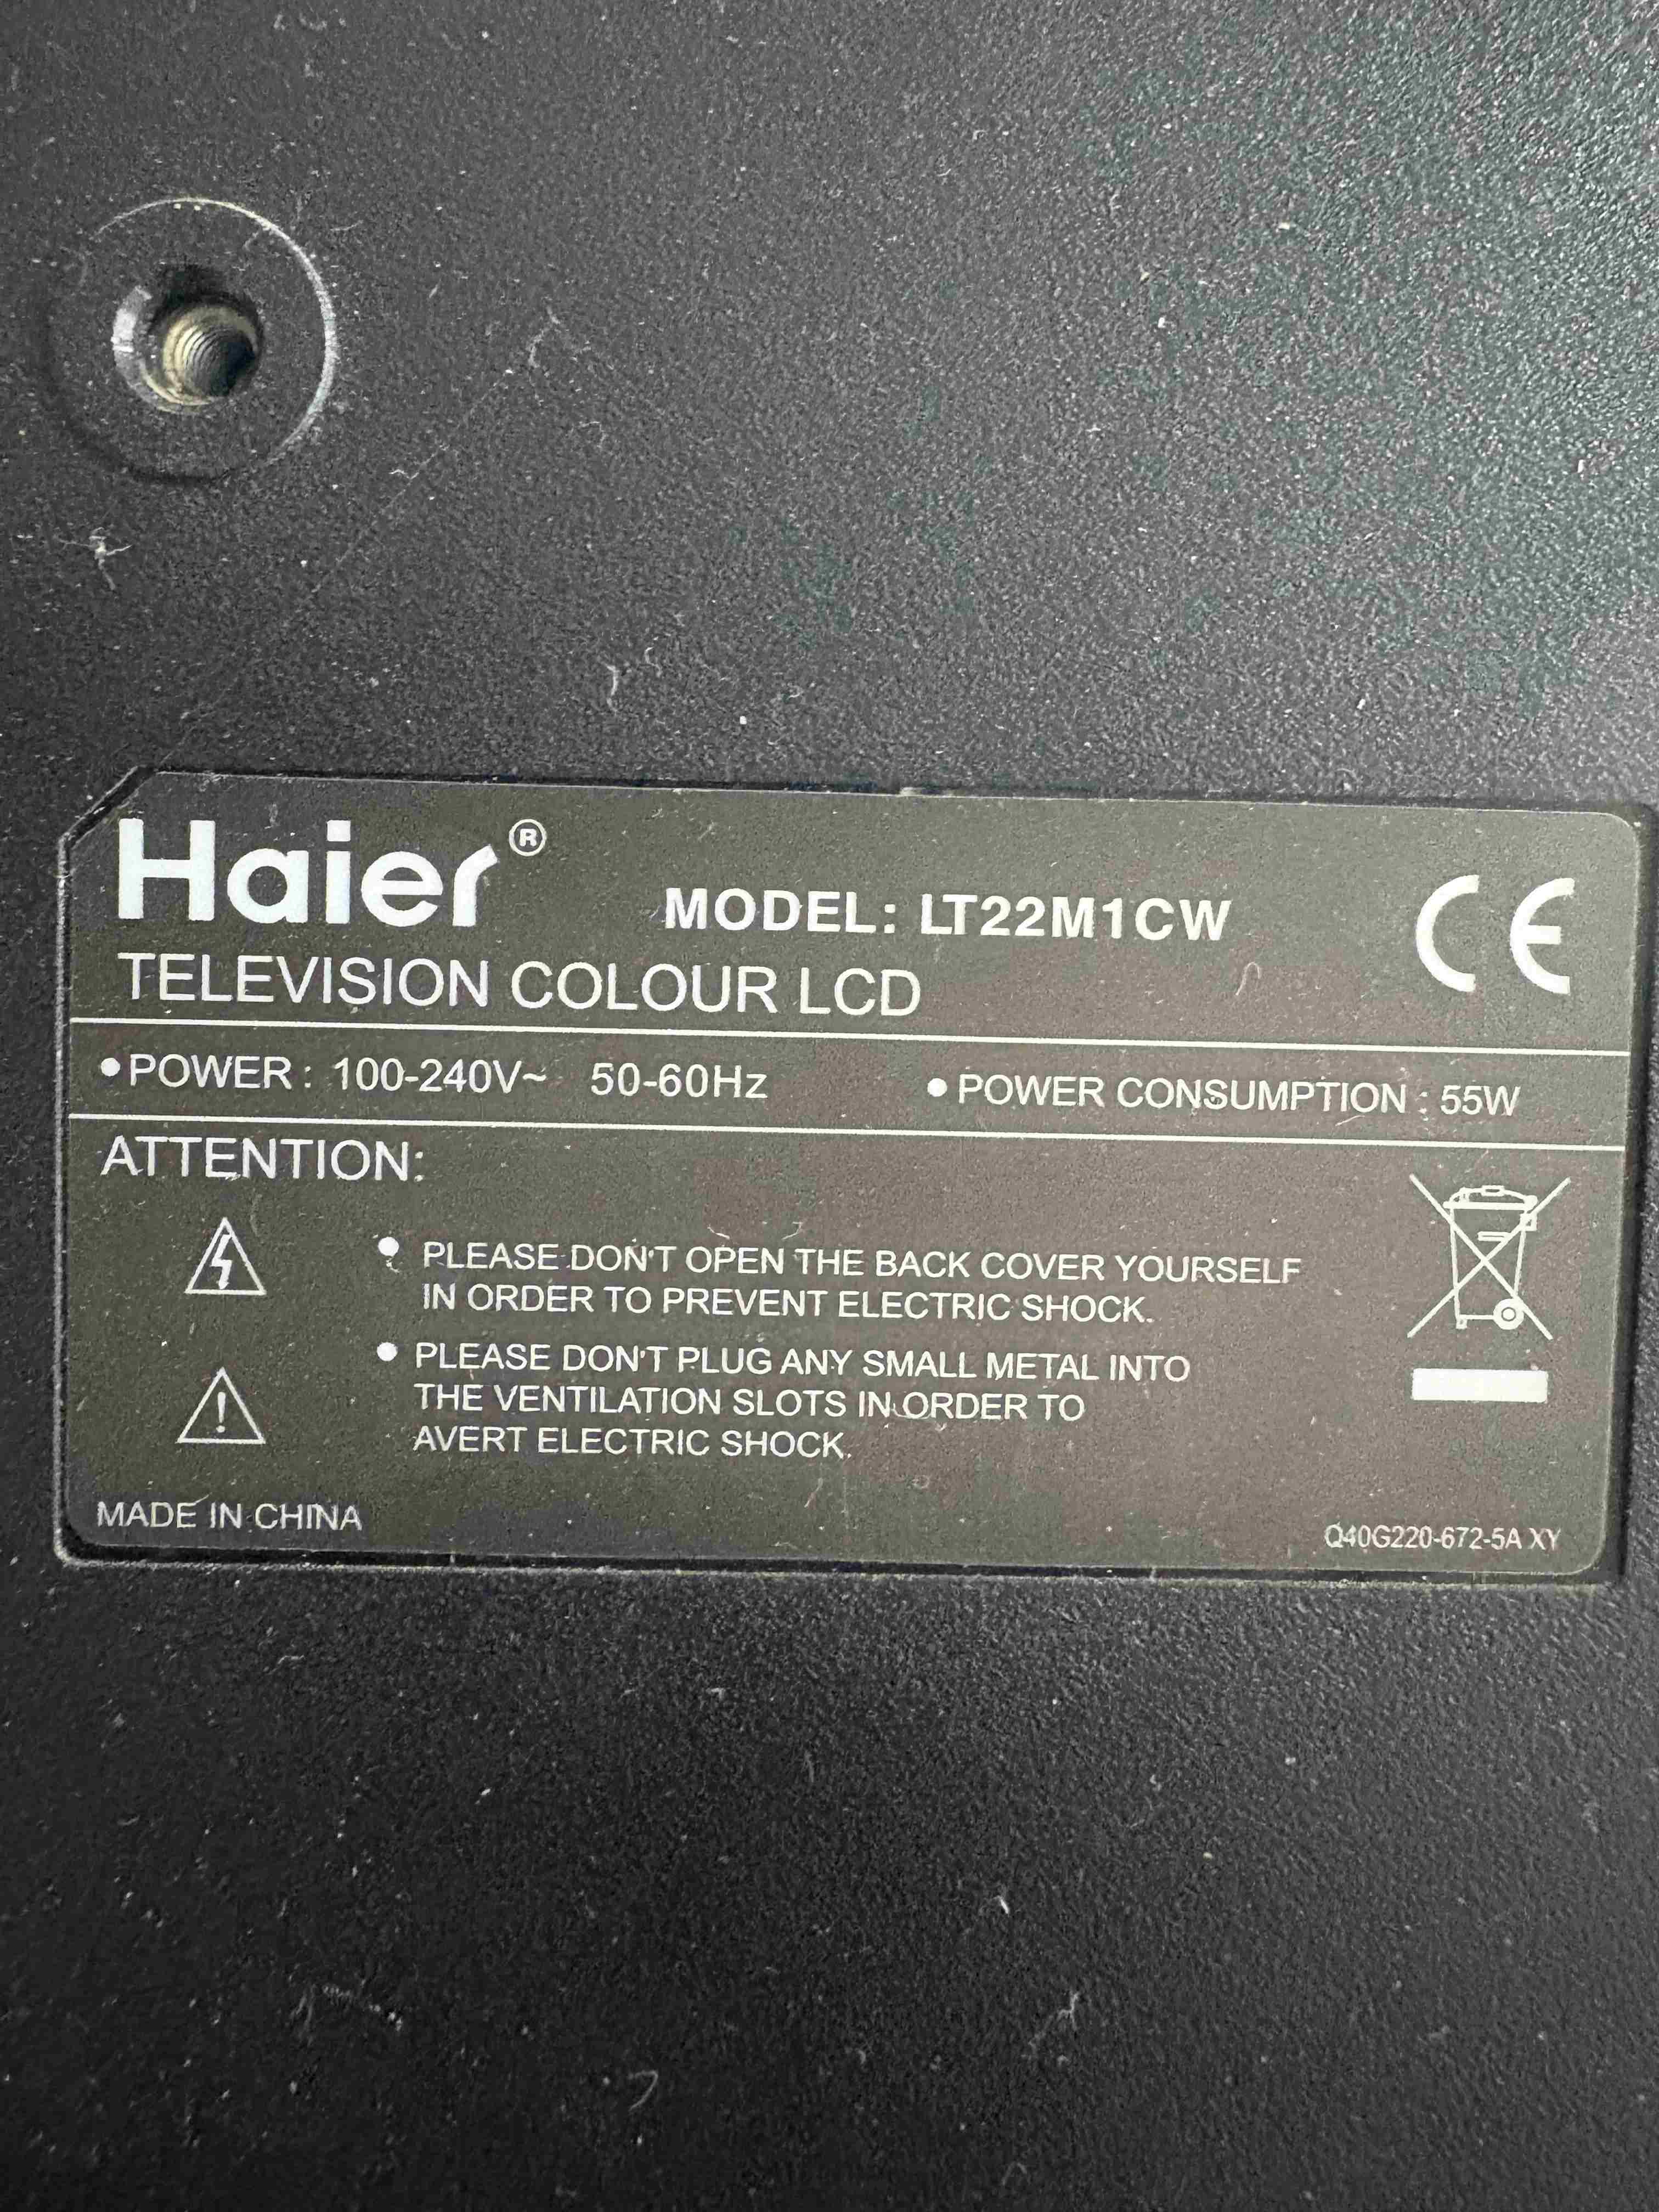 Haier®
MODEL: LT22M1CW
TELEVISION COLOUR LCD
CE
•POWER : 100-240V~ 50-60Hz
• POWER CONSUMPTION : 55W
ATTENTION:
• PLEASE DON'T OPEN THE BACK COVER YOURSELF
IN ORDER TO PREVENT ELECTRIC SHOCK.
• PLEASE DON'T PLUG ANY SMALL METAL INTO
THE VENTILATION SLOTS IN ORDER TO
AVERT ELECTRIC SHOCK.
MADE IN CHINA
Q40G220-672-5A XY